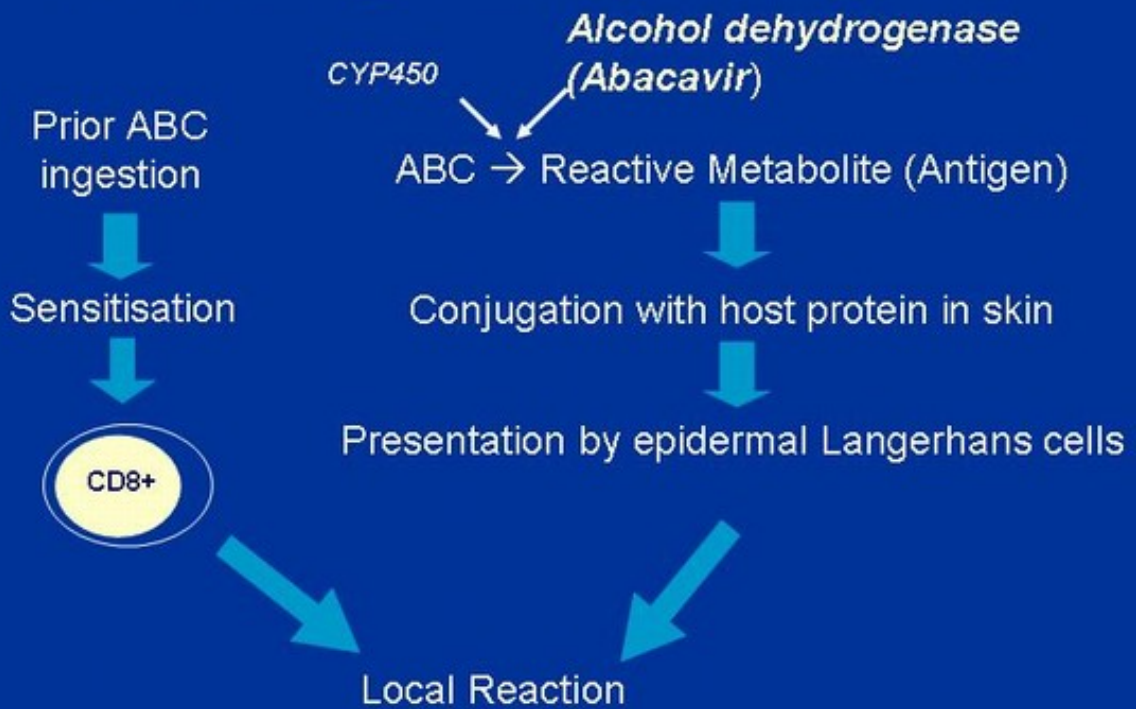 Alcohol dehydrogenase
CYP450
(Abacavir)
Prior ABC
ingestion
ABC → Reactive Metabolite (Antigen)
Sensitisation
Conjugation with host protein in skin
Presentation by epidermal Langerhans cells
CD8+
Local Reaction